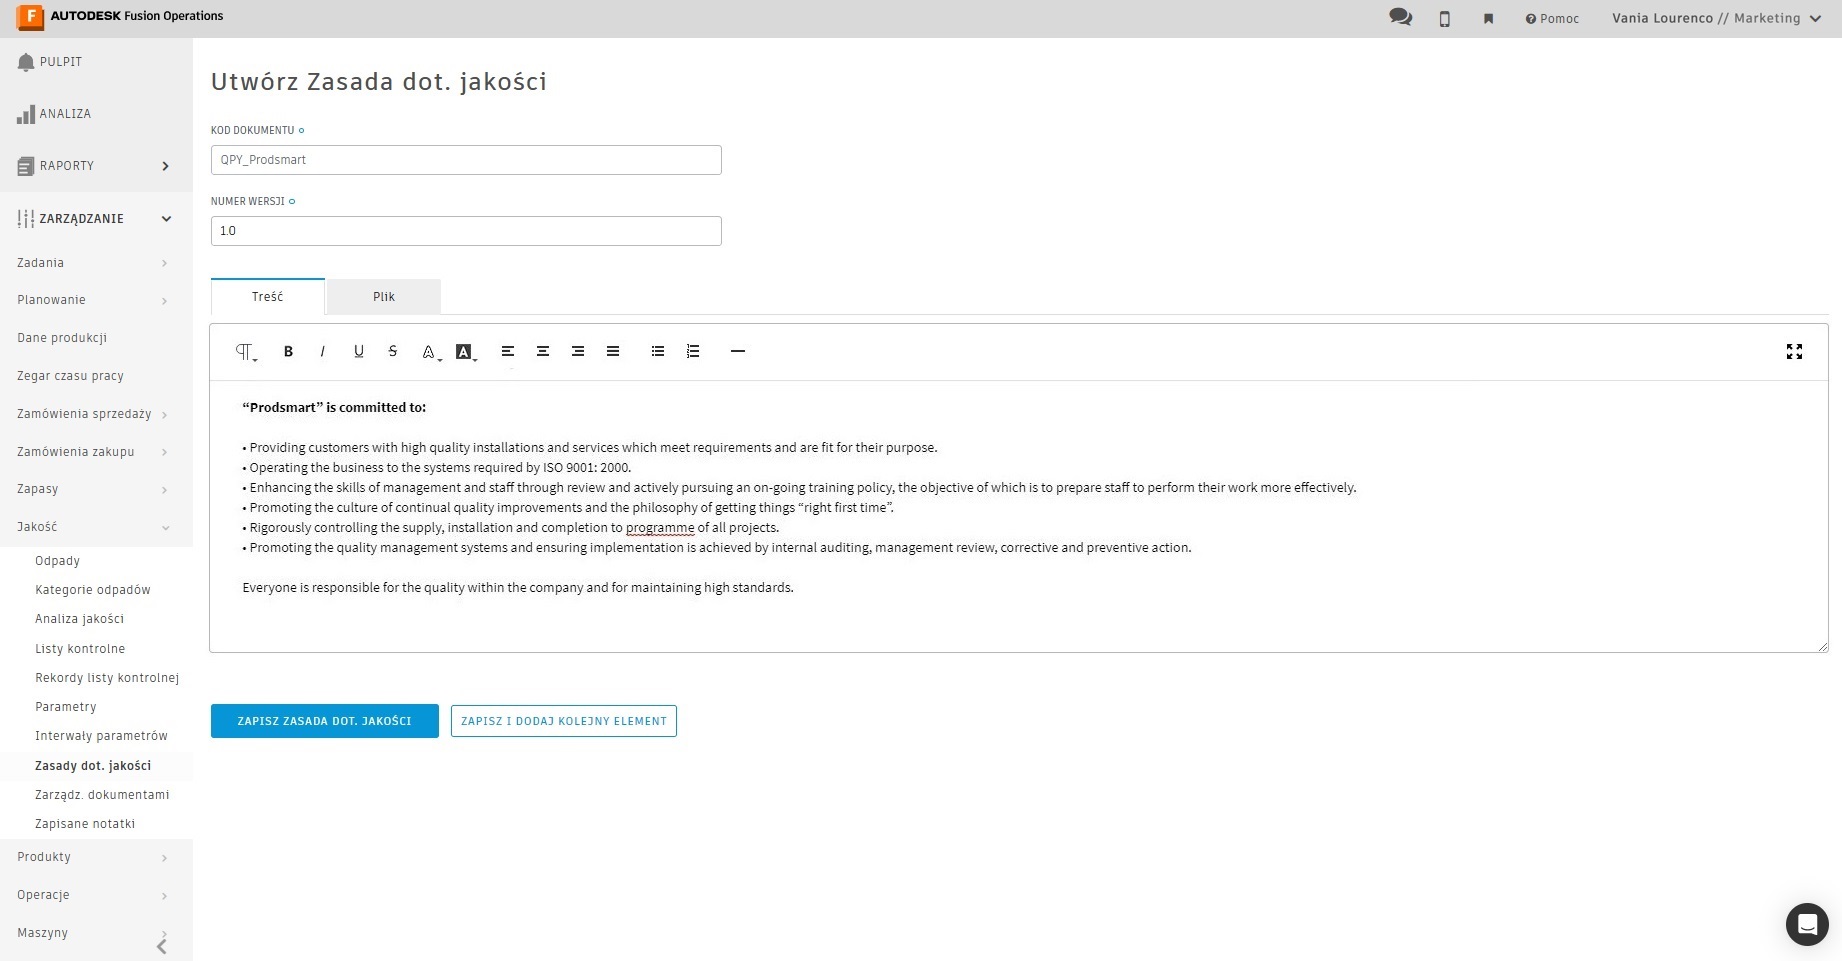 F AUTODESK Fusion Operations
Pomoc
Vania Lourenco // Marketing
PULPIT
ANALIZA
RAPORTY
ZARZĄDZANIE
Zadania
Planowanie
Dane produkcji
Zegar czasu pracy
Zamówienia sprzedaży
Zamówienia zakupu
Zapasy
Jakość
Odpady
Kategorie odpadów
Analiza jakości
Listy kontrolne
Rekordy listy kontrolnej
Parametry
Interwały parametrów
Zasady dot. jakości
Zarządz. dokumentami
Zapisane notatki
Produkty
Operacje
Maszyny
Utwórz Zasada dot. jakości
KOD DOKUMENTU
QPY_Prodsmart
NUMER WERSJI
1.0
Treść
Plik
B I U S A A
“Prodsmart” is committed to:
• Providing customers with high quality installations and services which meet requirements and are fit for their purpose.
• Operating the business to the systems required by ISO 9001: 2000.
• Enhancing the skills of management and staff through review and actively pursuing an on-going training policy, the objective of which is to prepare staff to perform their work more effectively.
• Promoting the culture of continual quality improvements and the philosophy of getting things “right first time”.
• Rigorously controlling the supply, installation and completion to programme of all projects.
• Promoting the quality management systems and ensuring implementation is achieved by internal auditing, management review, corrective and preventive action.
Everyone is responsible for the quality within the company and for maintaining high standards.
ZAPISZ ZASADA DOT. JAKOŚCI
ZAPISZ I DODAJ KOLEJNY ELEMENT